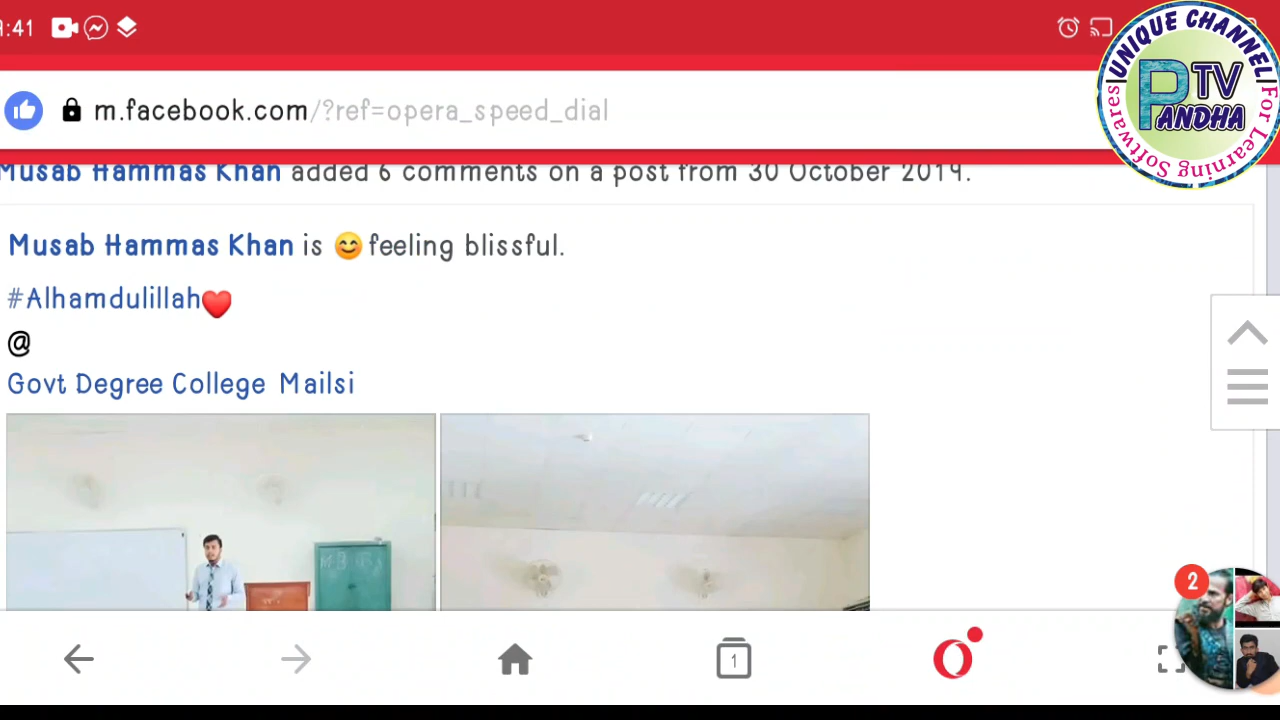 :41
m.facebook.com/?ref=opera_speed_dial
UNIQUE CHANNEL
PTV
ANDHA
For Learning Softwares
Musab Hammas Khan added 6 comments on a post from 30 October 2019.
Musab Hammas Khan is 😊 feeling blissful.
#Alhamdulillah❤️
@
Govt Degree College Mailsi
2
1